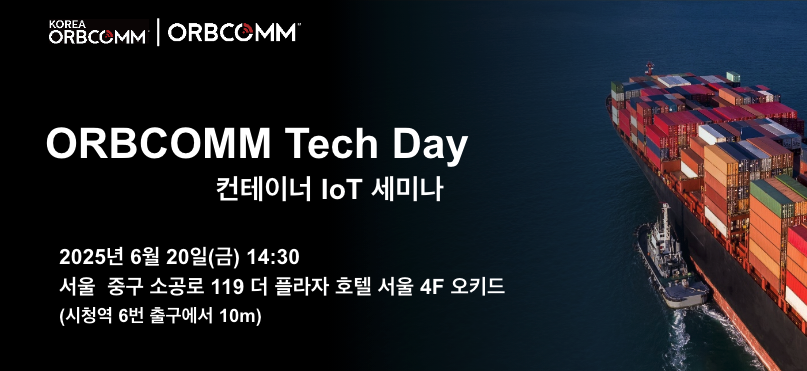 KOREA
ORBCOMM™ | ORBCOMM™
ORBCOMM Tech Day
컨테이너 IoT 세미나
2025년 6월 20일(금) 14:30
서울 중구 소공로 119 더 플라자 호텔 서울 4F 오키드
(시청역 6번 출구에서 10m)